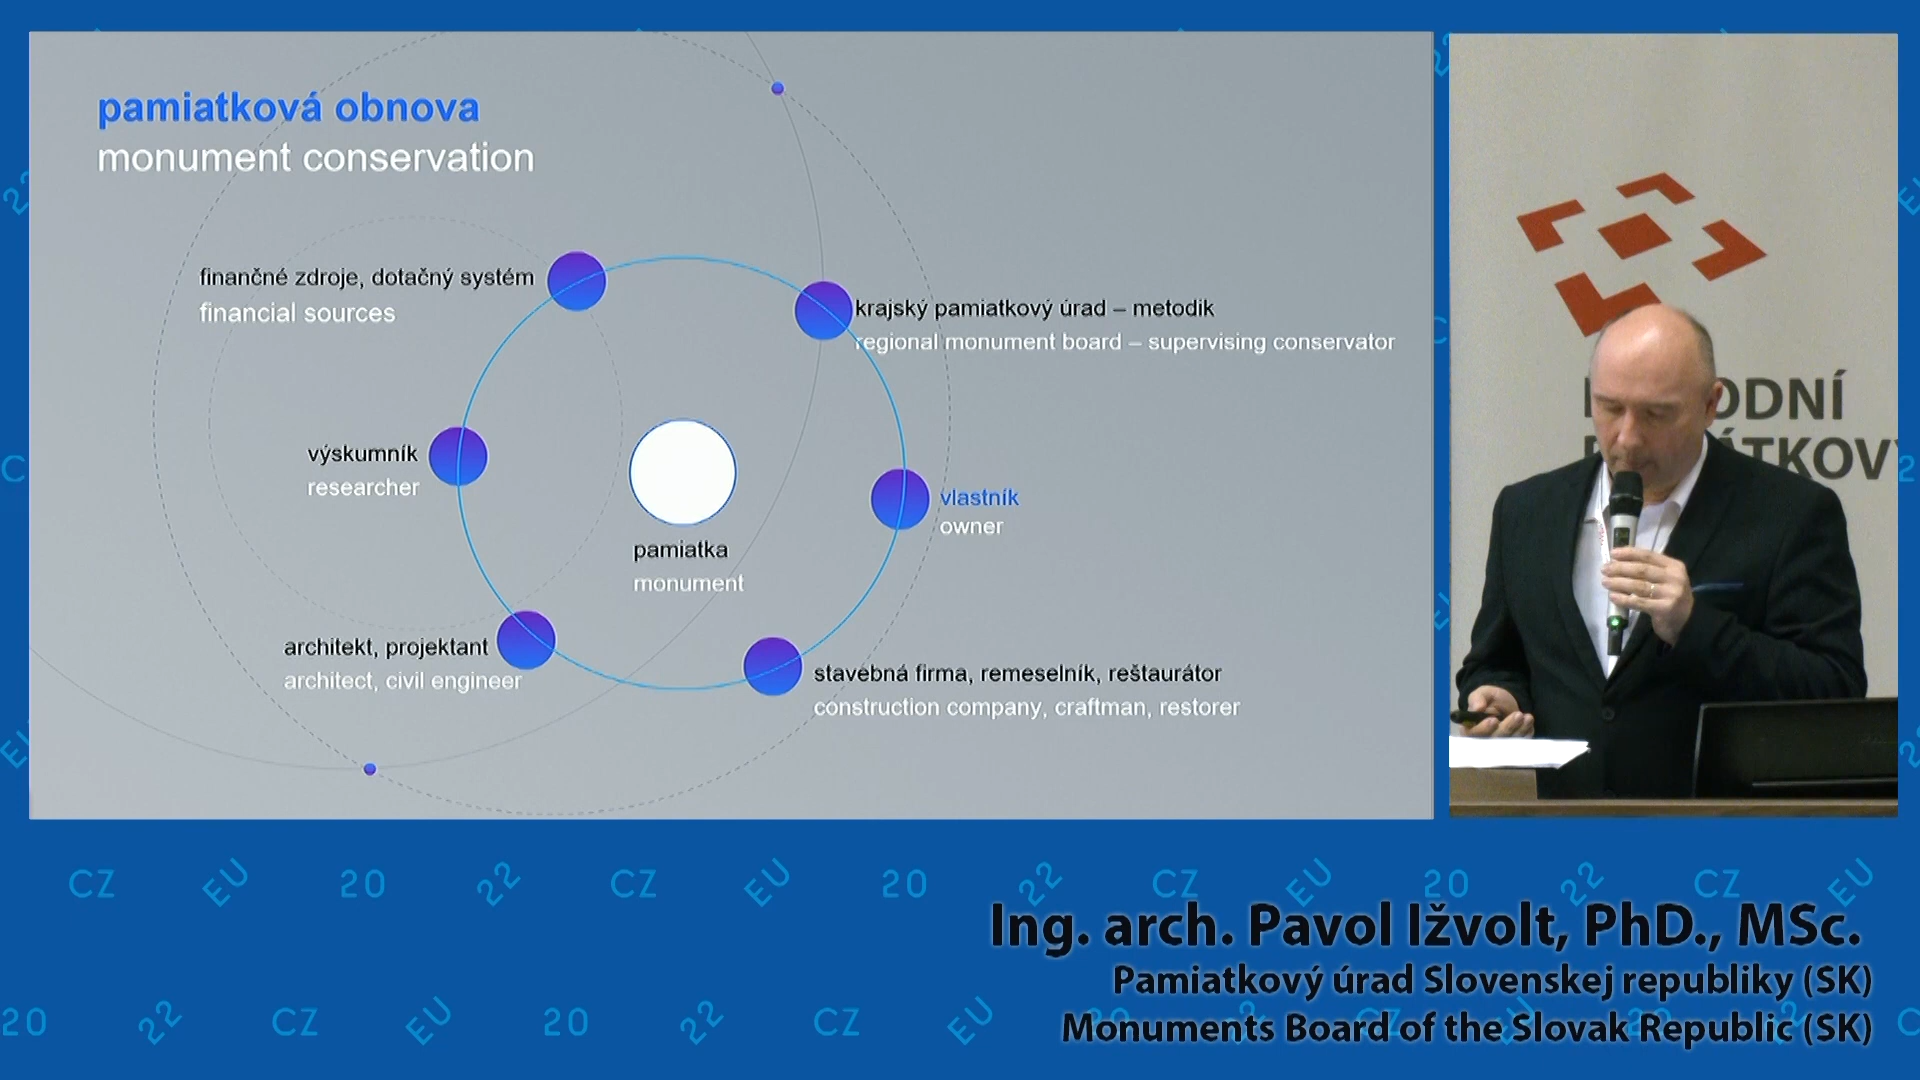 pamiatková obnova
monument conservation
finančné zdroje, dotačný systém
financial sources
krajský pamiatkový úrad – metodik
regional monument board – supervising conservator
výskumník
researcher
vlastník
owner
pamiatka
monument
architekt, projektant
architect, civil engineer
stavebná firma, remeselník, reštaurátor
construction company, craftman, restorer
CZ EU 20 22 CZ EU 20 22 CZ EU 20 22 CZ EU
Ing. arch. Pavol Ižvolt, PhD., MSc.
Pamiatkový úrad Slovenskej republiky (SK)
20 22 CZ EU 20 22 CZ EU
Monuments Board of the Slovak Republic (SK)